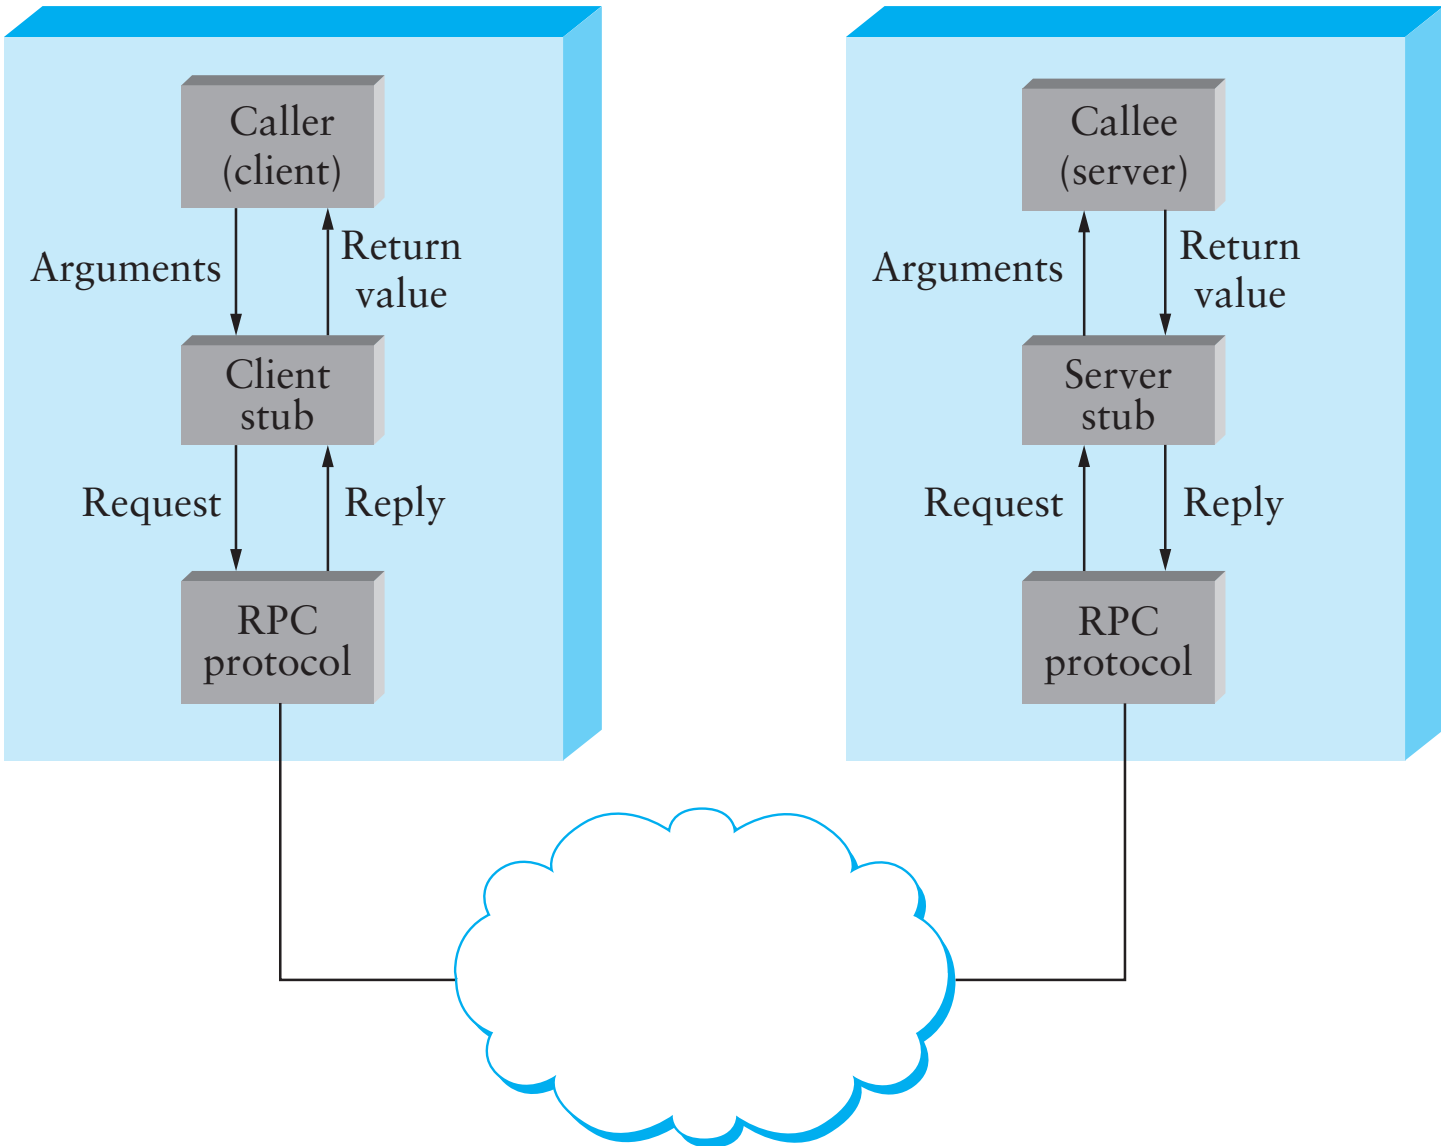 Caller
(client)
Arguments
Return
value
Client
stub
Request
Reply
RPC
protocol
Callee
(server)
Arguments
Return
value
Server
stub
Request
Reply
RPC
protocol